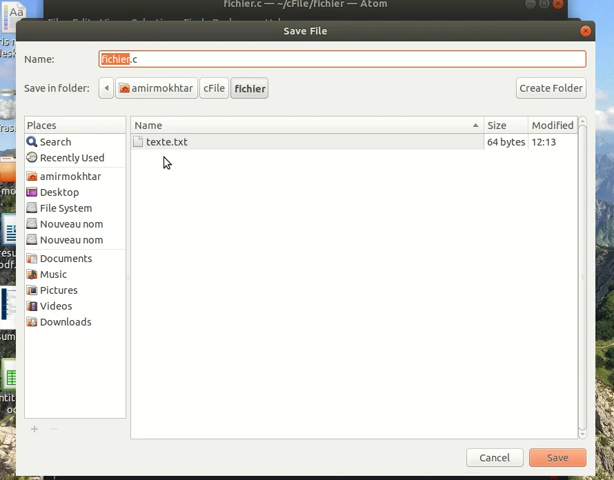 fichier.c — ~/cFile/fichier — Atom
Save File
Name: fichier.c
Save in folder: amirmokhtar cFile fichier Create Folder
Places
Search
Recently Used
amirmokhtar
Desktop
File System
Nouveau nom
Nouveau nom
Documents
Music
Pictures
Videos
Downloads
Name Size Modified
texte.txt 64 bytes 12:13
Cancel Save